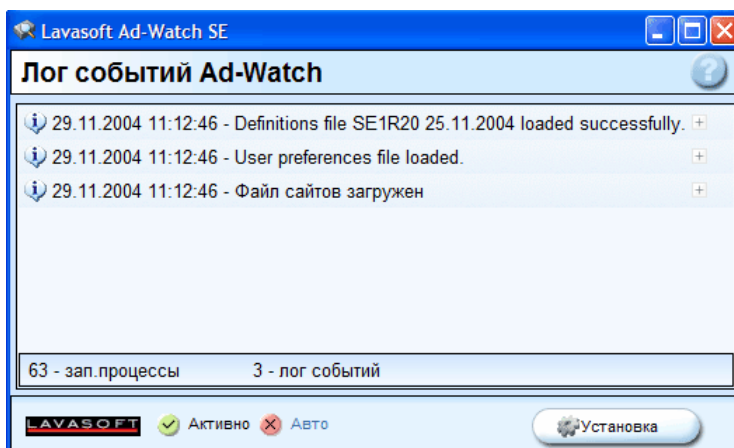 Lavasoft Ad-Watch SE
Лог событий Ad-Watch
29.11.2004 11:12:46 - Definitions file SE1R20 25.11.2004 loaded successfully.
29.11.2004 11:12:46 - User preferences file loaded.
29.11.2004 11:12:46 - Файл сайтов загружен
63 - зап.процессы 3 - лог событий
LAVASOFT Активно Авто Установка